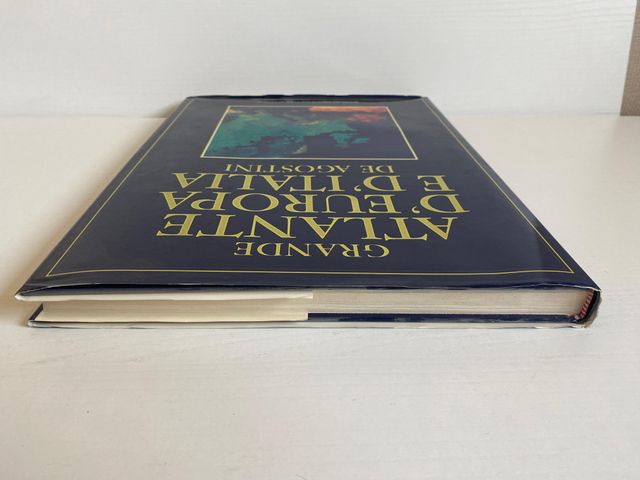 GRANDE
ATLANTE
D'EUROPA
E D'ITALIA
DE AGOSTINI